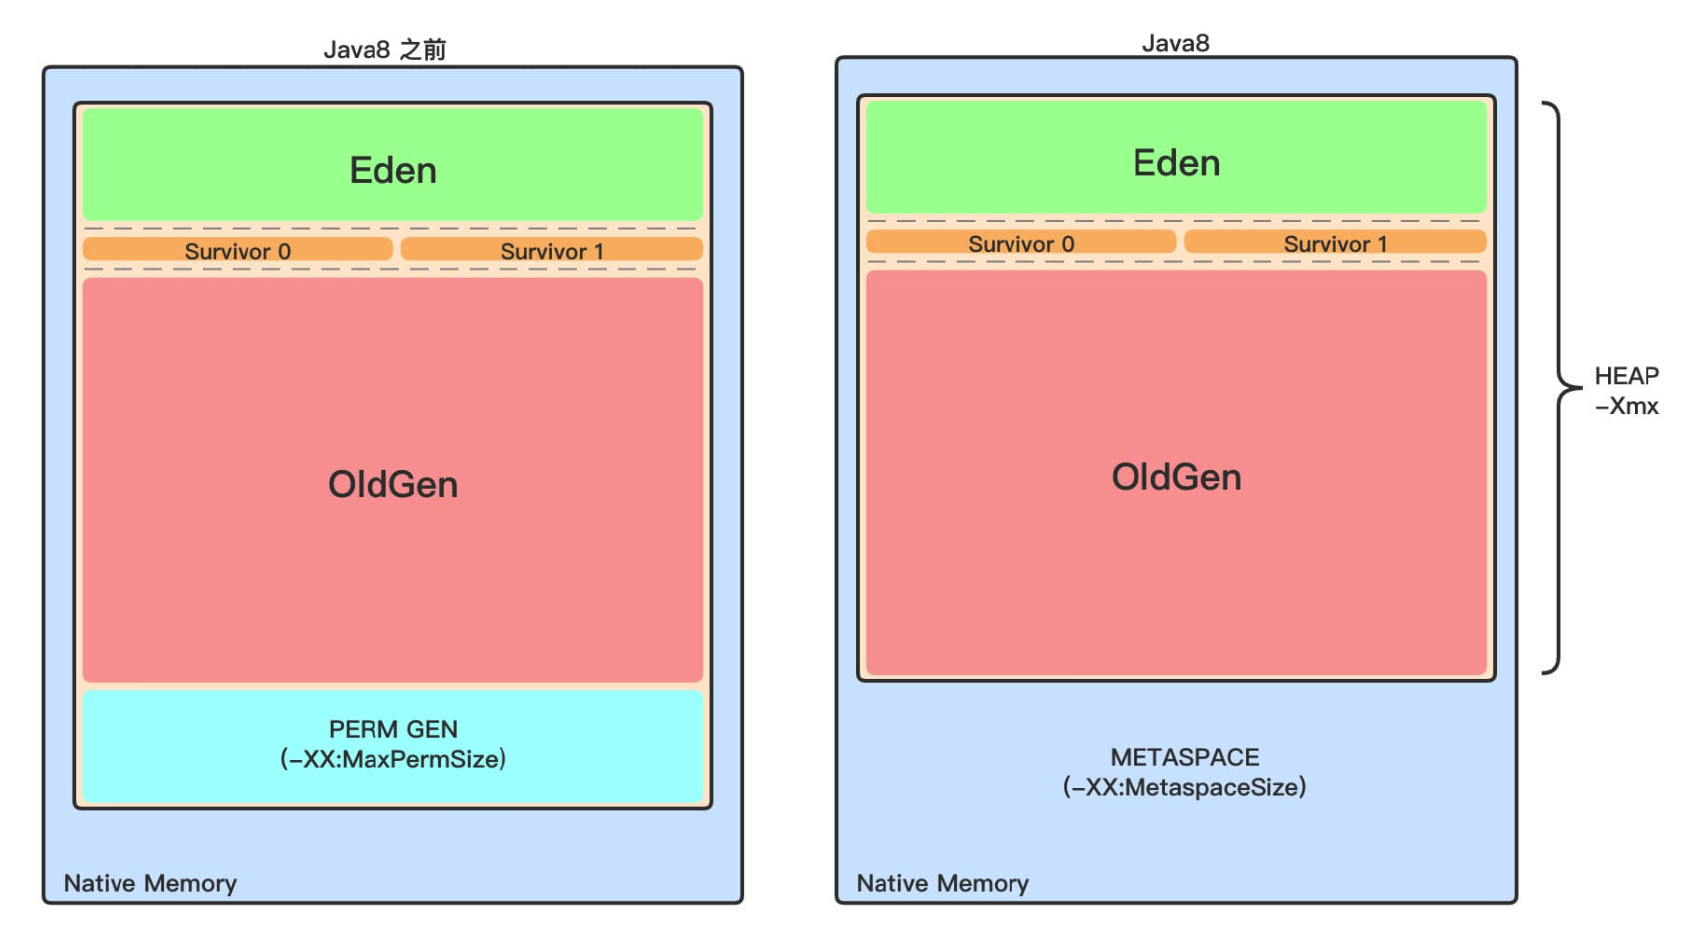 Java8 之前
Eden
Survivor 0
Survivor 1
OldGen
PERM GEN
(-XX:MaxPermSize)
Native Memory
Java8
Eden
Survivor 0
Survivor 1
OldGen
METASPACE
(-XX:MetaspaceSize)
Native Memory
HEAP
-Xmx